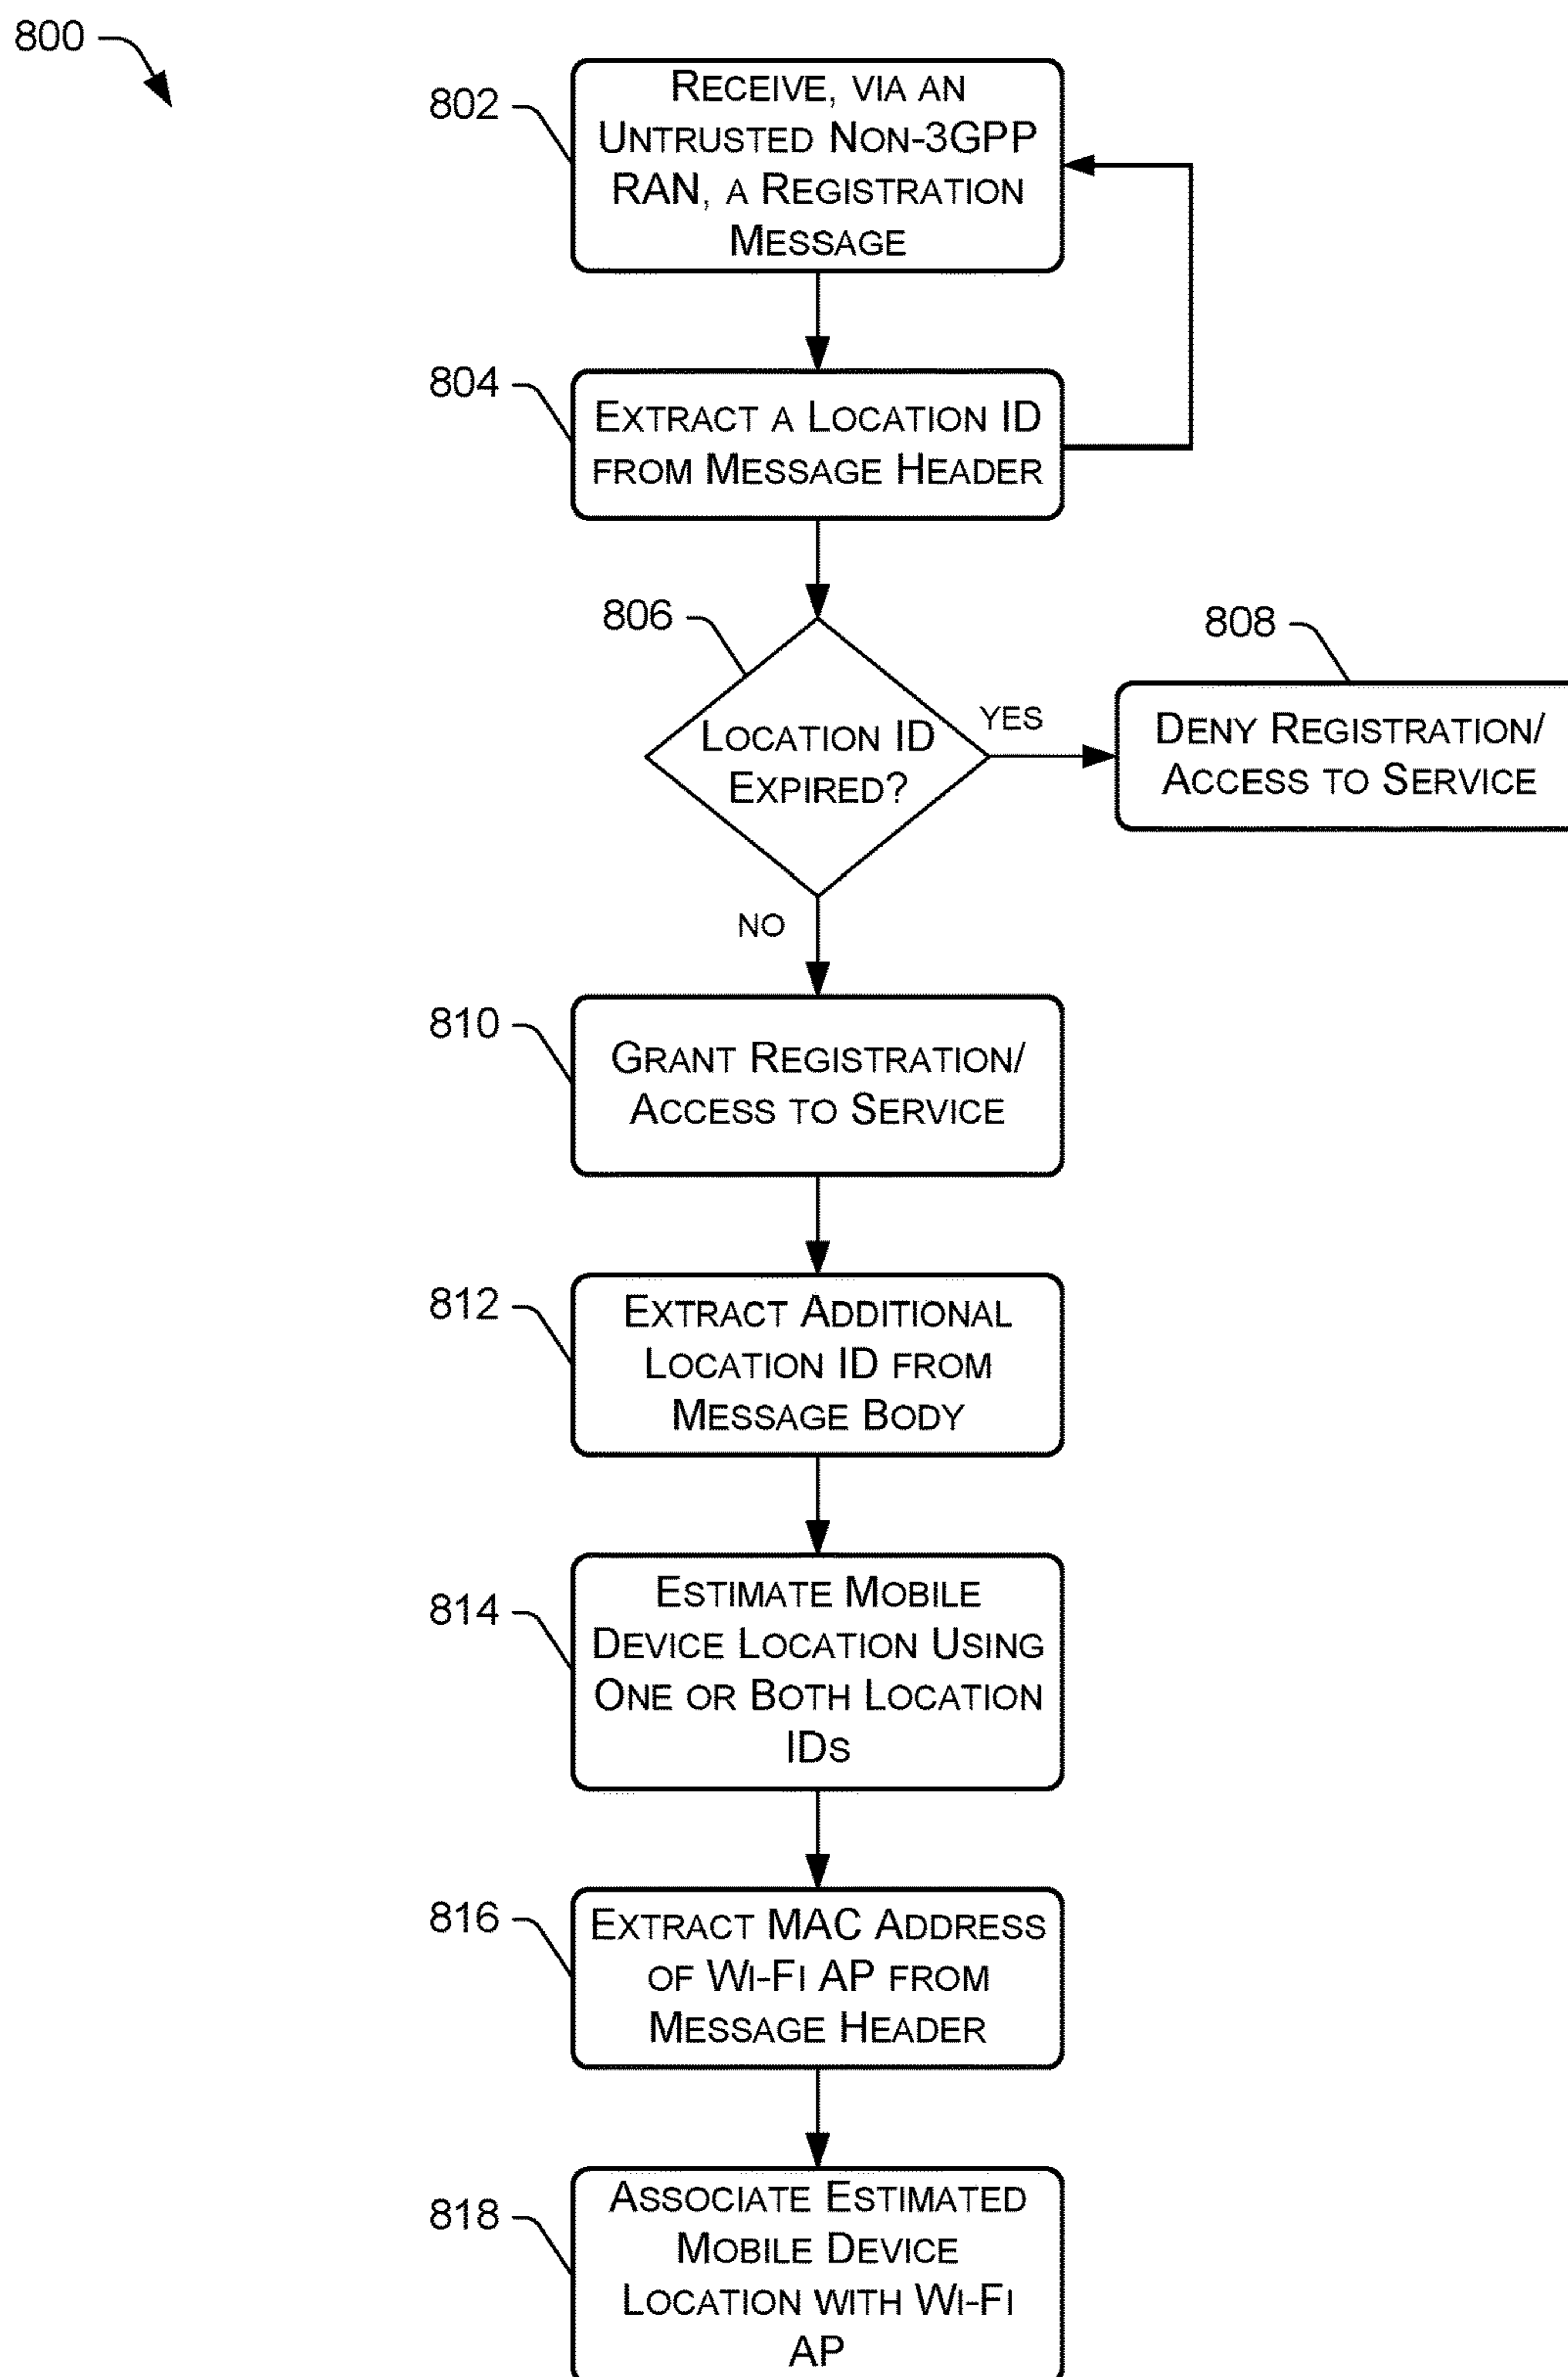 800
802
RECEIVE, VIA AN
UNTRUSTED NON-3GPP
RAN, A REGISTRATION
MESSAGE
804
EXTRACT A LOCATION ID
FROM MESSAGE HEADER
806
LOCATION ID
EXPIRED?
YES
808
DENY REGISTRATION/
ACCESS TO SERVICE
NO
810
GRANT REGISTRATION/
ACCESS TO SERVICE
812
EXTRACT ADDITIONAL
LOCATION ID FROM
MESSAGE BODY
814
ESTIMATE MOBILE
DEVICE LOCATION USING
ONE OR BOTH LOCATION
IDS
816
EXTRACT MAC ADDRESS
OF WI-FI AP FROM
MESSAGE HEADER
818
ASSOCIATE ESTIMATED
MOBILE DEVICE
LOCATION WITH WI-FI
AP